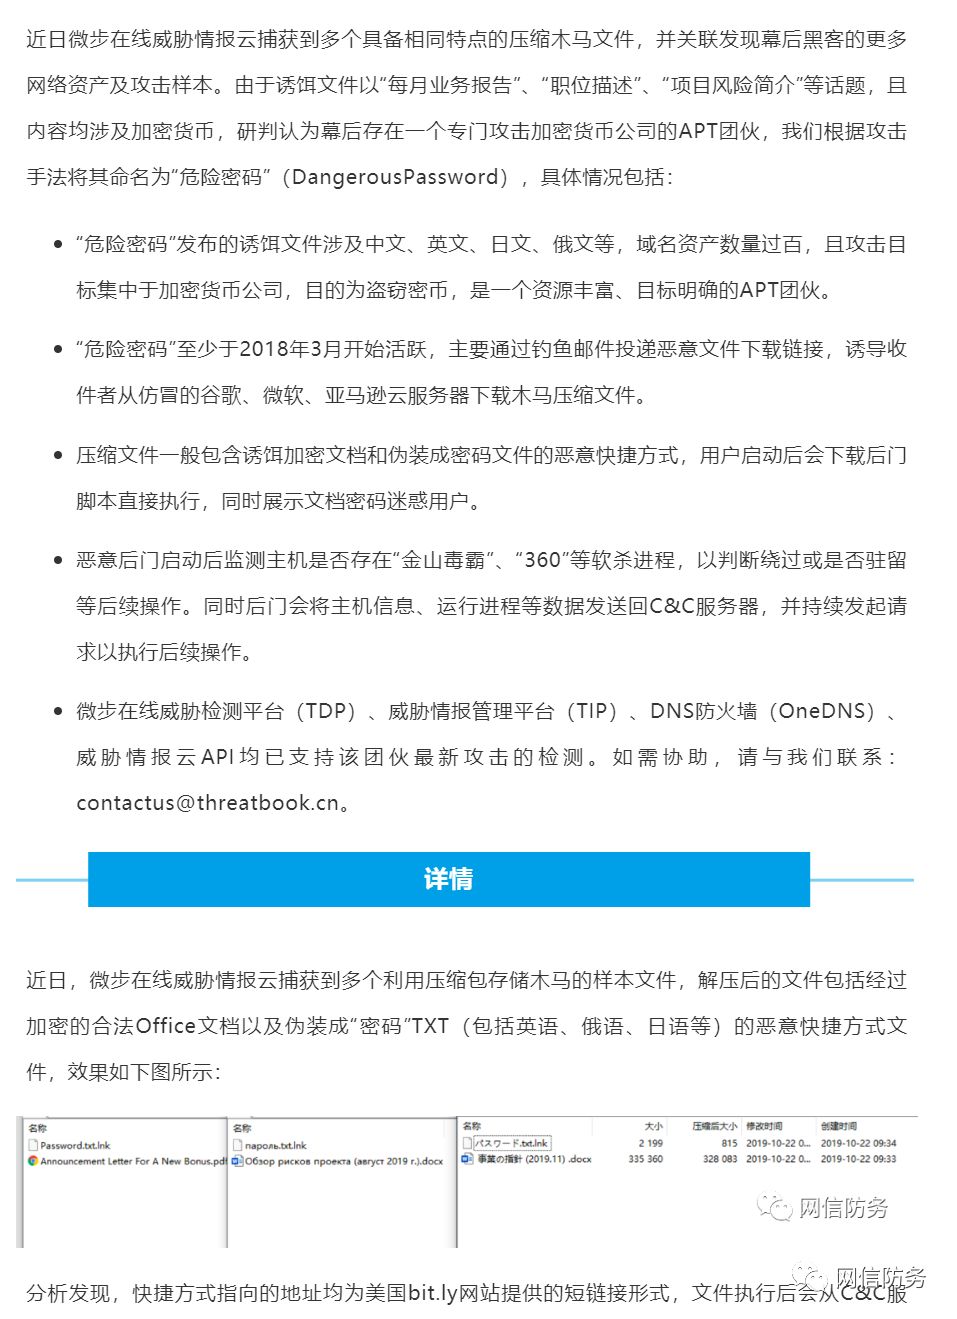 近日微步在线威胁情报云捕获到多个具备相同特点的压缩木马文件，并关联发现幕后黑客的更多
网络资产及攻击样本。由于诱饵文件以“每月业务报告”、“职位描述”、“项目风险简介”等话题，且
内容均涉及加密货币，研判认为幕后存在一个专门攻击加密货币公司的APT团伙，我们根据攻击
手法将其命名为“危险密码”（DangerousPassword），具体情况包括：
“危险密码”发布的诱饵文件涉及中文、英文、日文、俄文等，域名资产数量过百，且攻击目
标集中于加密货币公司，目的为盗窃密币，是一个资源丰富、目标明确的APT团伙。
“危险密码”至少于2018年3月开始活跃，主要通过钓鱼邮件投递恶意文件下载链接，诱导收
件者从仿冒的谷歌、微软、亚马逊云服务器下载木马压缩文件。
压缩文件一般包含诱饵加密文档和伪装成密码文件的恶意快捷方式，用户启动后会下载后门
脚本直接执行，同时展示文档密码迷惑用户。
恶意后门启动后监测主机是否存在“金山毒霸”、“360”等软杀进程，以判断绕过或是否驻留
等后续操作。同时后门会将主机信息、运行进程等数据发送回C&C服务器，并持续发起请
求以执行后续操作。
微步在线威胁检测平台（TDP）、威胁情报管理平台（TIP）、DNS防火墙（OneDNS）、
威胁情报云API均已支持该团伙最新攻击的检测。如需协助，请与我们联系：
contactus@threatbook.cn。
详情
近日，微步在线威胁情报云捕获到多个利用压缩包存储木马的样本文件，解压后的文件包括经过
加密的合法Office文档以及伪装成“密码”TXT（包括英语、俄语、日语等）的恶意快捷方式文
件，效果如下图所示：
名称
Password.txt.lnk
Announcement Letter For A New Bonus.pdf
名称
пароль.txt.lnk
Обзор рисков проекта (август 2019 г.).docx
名称 大小 压缩后大小 修改时间 创建时间
パスワード.txt.lnk 2 199 815 2019-10-22 0... 2019-10-22 09:34
事業の指針 (2019.11) .docx 335 360 328 083 2019-10-22 0... 2019-10-22 09:33
网信防务
网信防务
分析发现，快捷方式指向的地址均为美国bit.ly网站提供的短链接形式，文件执行后会从C&C服